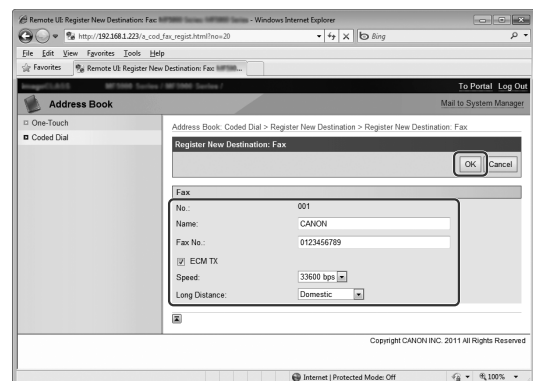 Remote UI: Register New Destination: Fax: - Windows Internet Explorer
http://192.168.1.223/a_cod_fax_regist.html?no=20
Bing
File Edit View Favorites Tools Help
Favorites Remote UI: Register New Destination: Fax:
To Portal Log Out
Address Book
Mail to System Manager
One-Touch
Coded Dial
Address Book: Coded Dial > Register New Destination > Register New Destination: Fax
Register New Destination: Fax
OK Cancel
Fax
No.: 001
Name: CANON
Fax No.: 0123456789
ECM TX
Speed: 33600 bps
Long Distance: Domestic
Copyright CANON INC. 2011 All Rights Reserved
Internet | Protected Mode: Off 100%